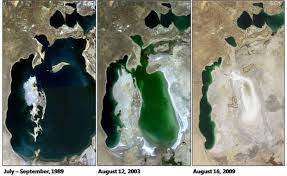 July – September, 1989
August 12, 2003
August 16, 2009